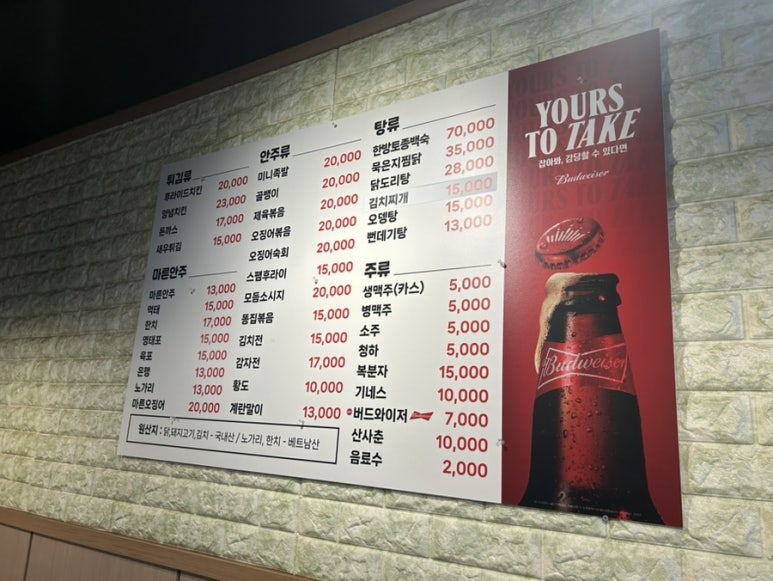 튀김류
후라이드치킨 20,000
양념치킨 23,000
돈까스 17,000
새우튀김 15,000
마른안주
마른안주 13,000
먹태 15,000
한치 17,000
명태포 15,000
육포 15,000
은행 13,000
노가리 13,000
마른오징어 20,000
안주류
미니족발 20,000
골뱅이 20,000
제육볶음 20,000
오징어볶음 20,000
오징어숙회 20,000
스팸후라이 15,000
모듬소시지 20,000
똥집볶음 15,000
김치전 15,000
감자전 17,000
황도 10,000
계란말이 13,000
탕류
한방토종백숙 70,000
묵은지찜닭 35,000
닭도리탕 28,000
김치찌개 15,000
오뎅탕 15,000
뻔데기탕 13,000
주류
생맥주(카스) 5,000
병맥주 5,000
소주 5,000
청하 5,000
복분자 15,000
기네스 10,000
버드와이저 7,000
산사춘 10,000
음료수 2,000
원산지 : 닭,돼지고기,김치 - 국내산 / 노가리, 한치 - 베트남산
YOURS
TO TAKE
잡아봐, 감당할 수 있다면
Budweiser
Budweiser